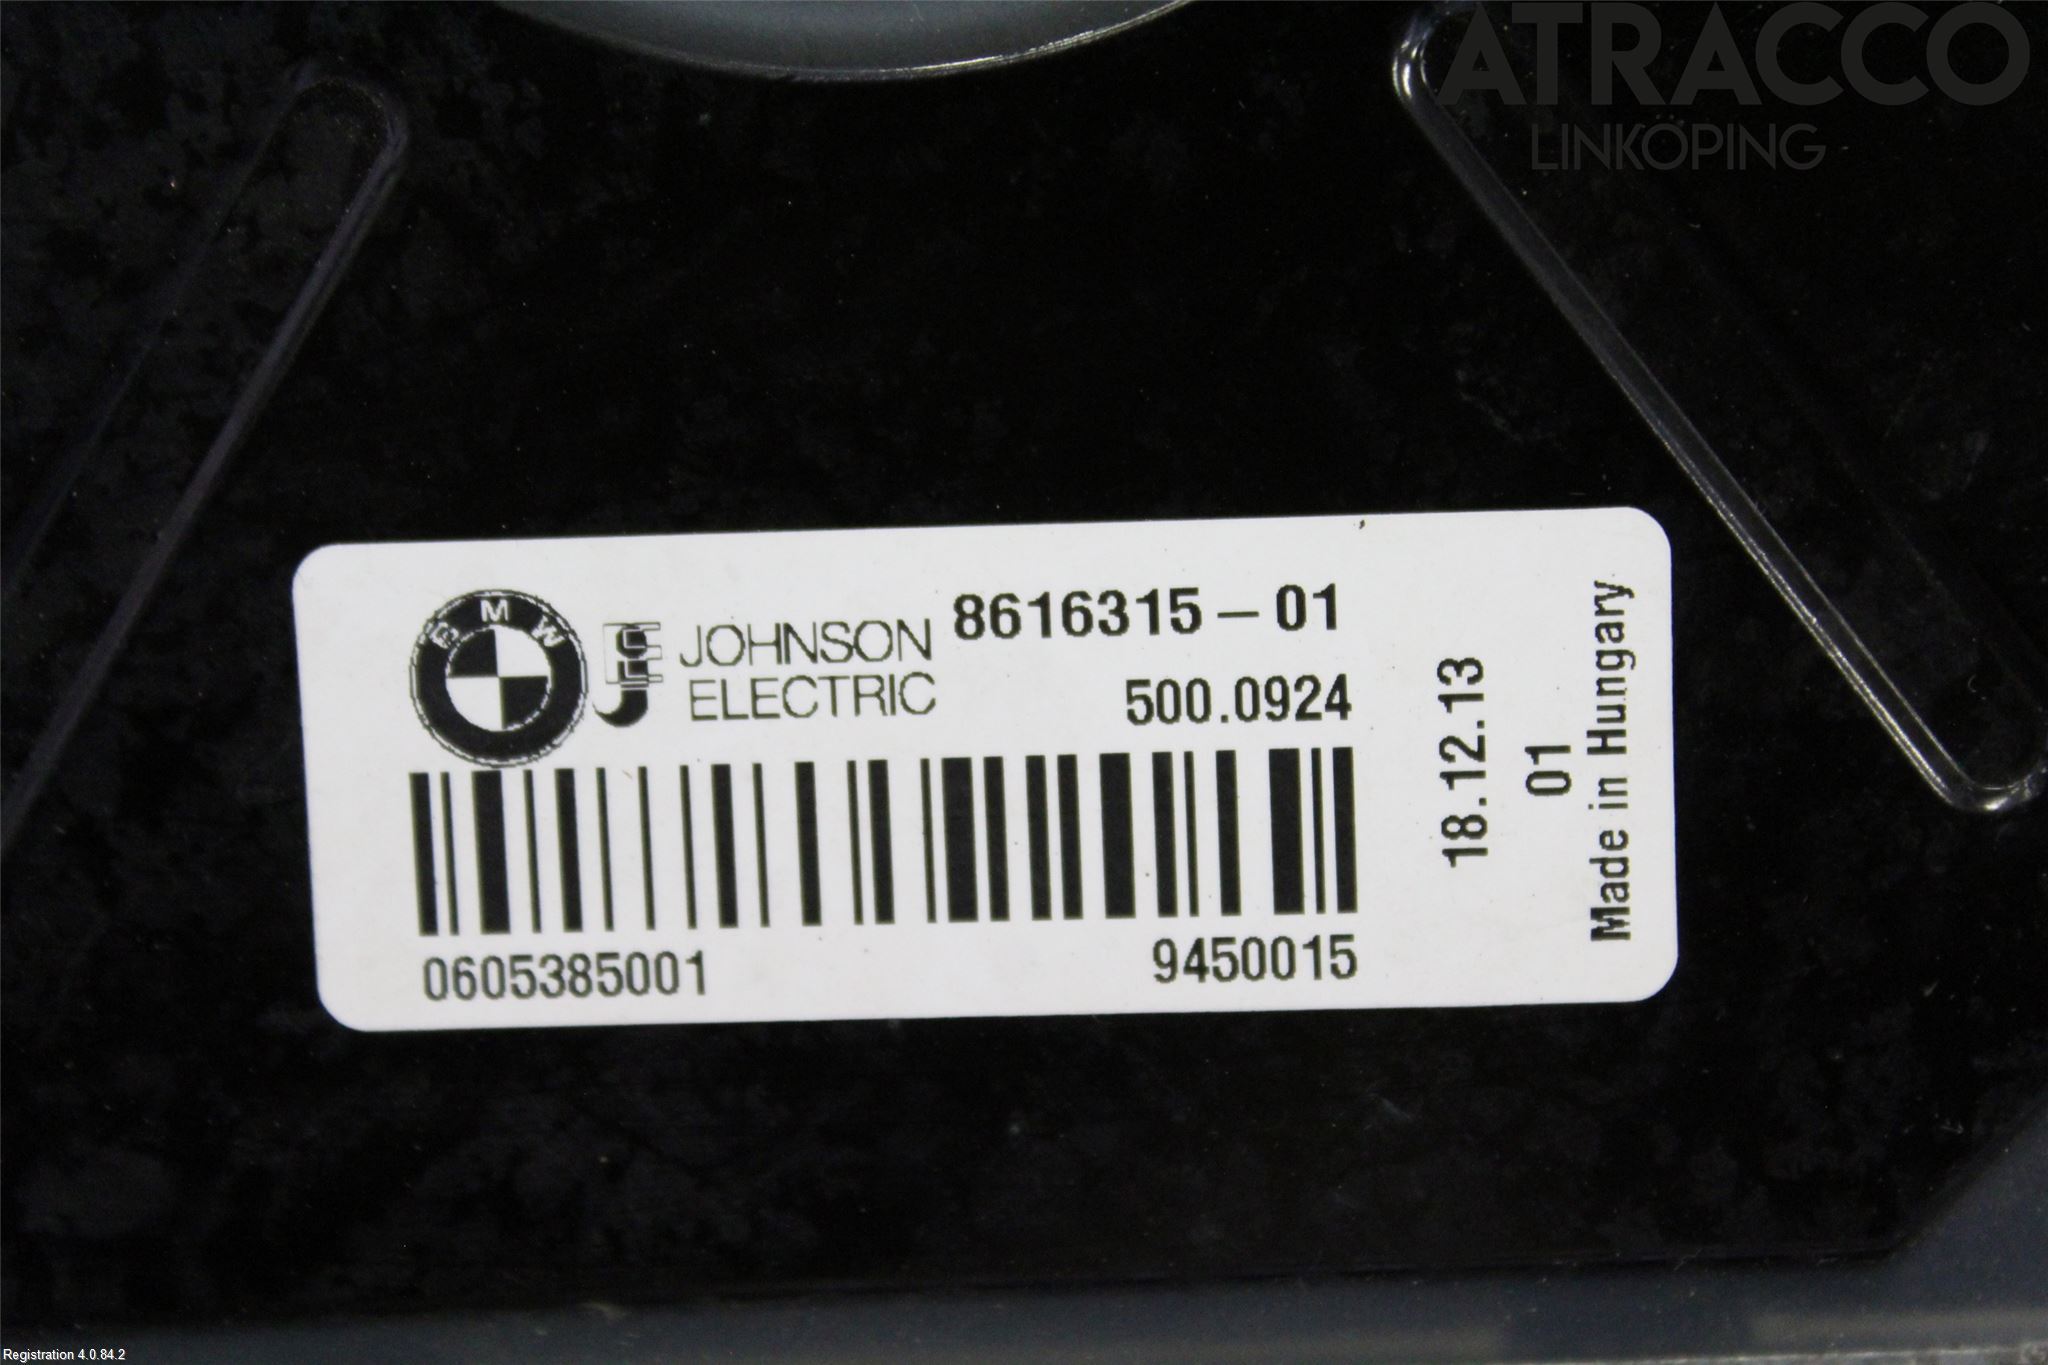 ATRACCO
LINKÖPING
BMW
JOHNSON
ELECTRIC
8616315-01
500.0924
0605385001
9450015
18.12.13
01
Made in Hungary
Registration 4.0.84.2